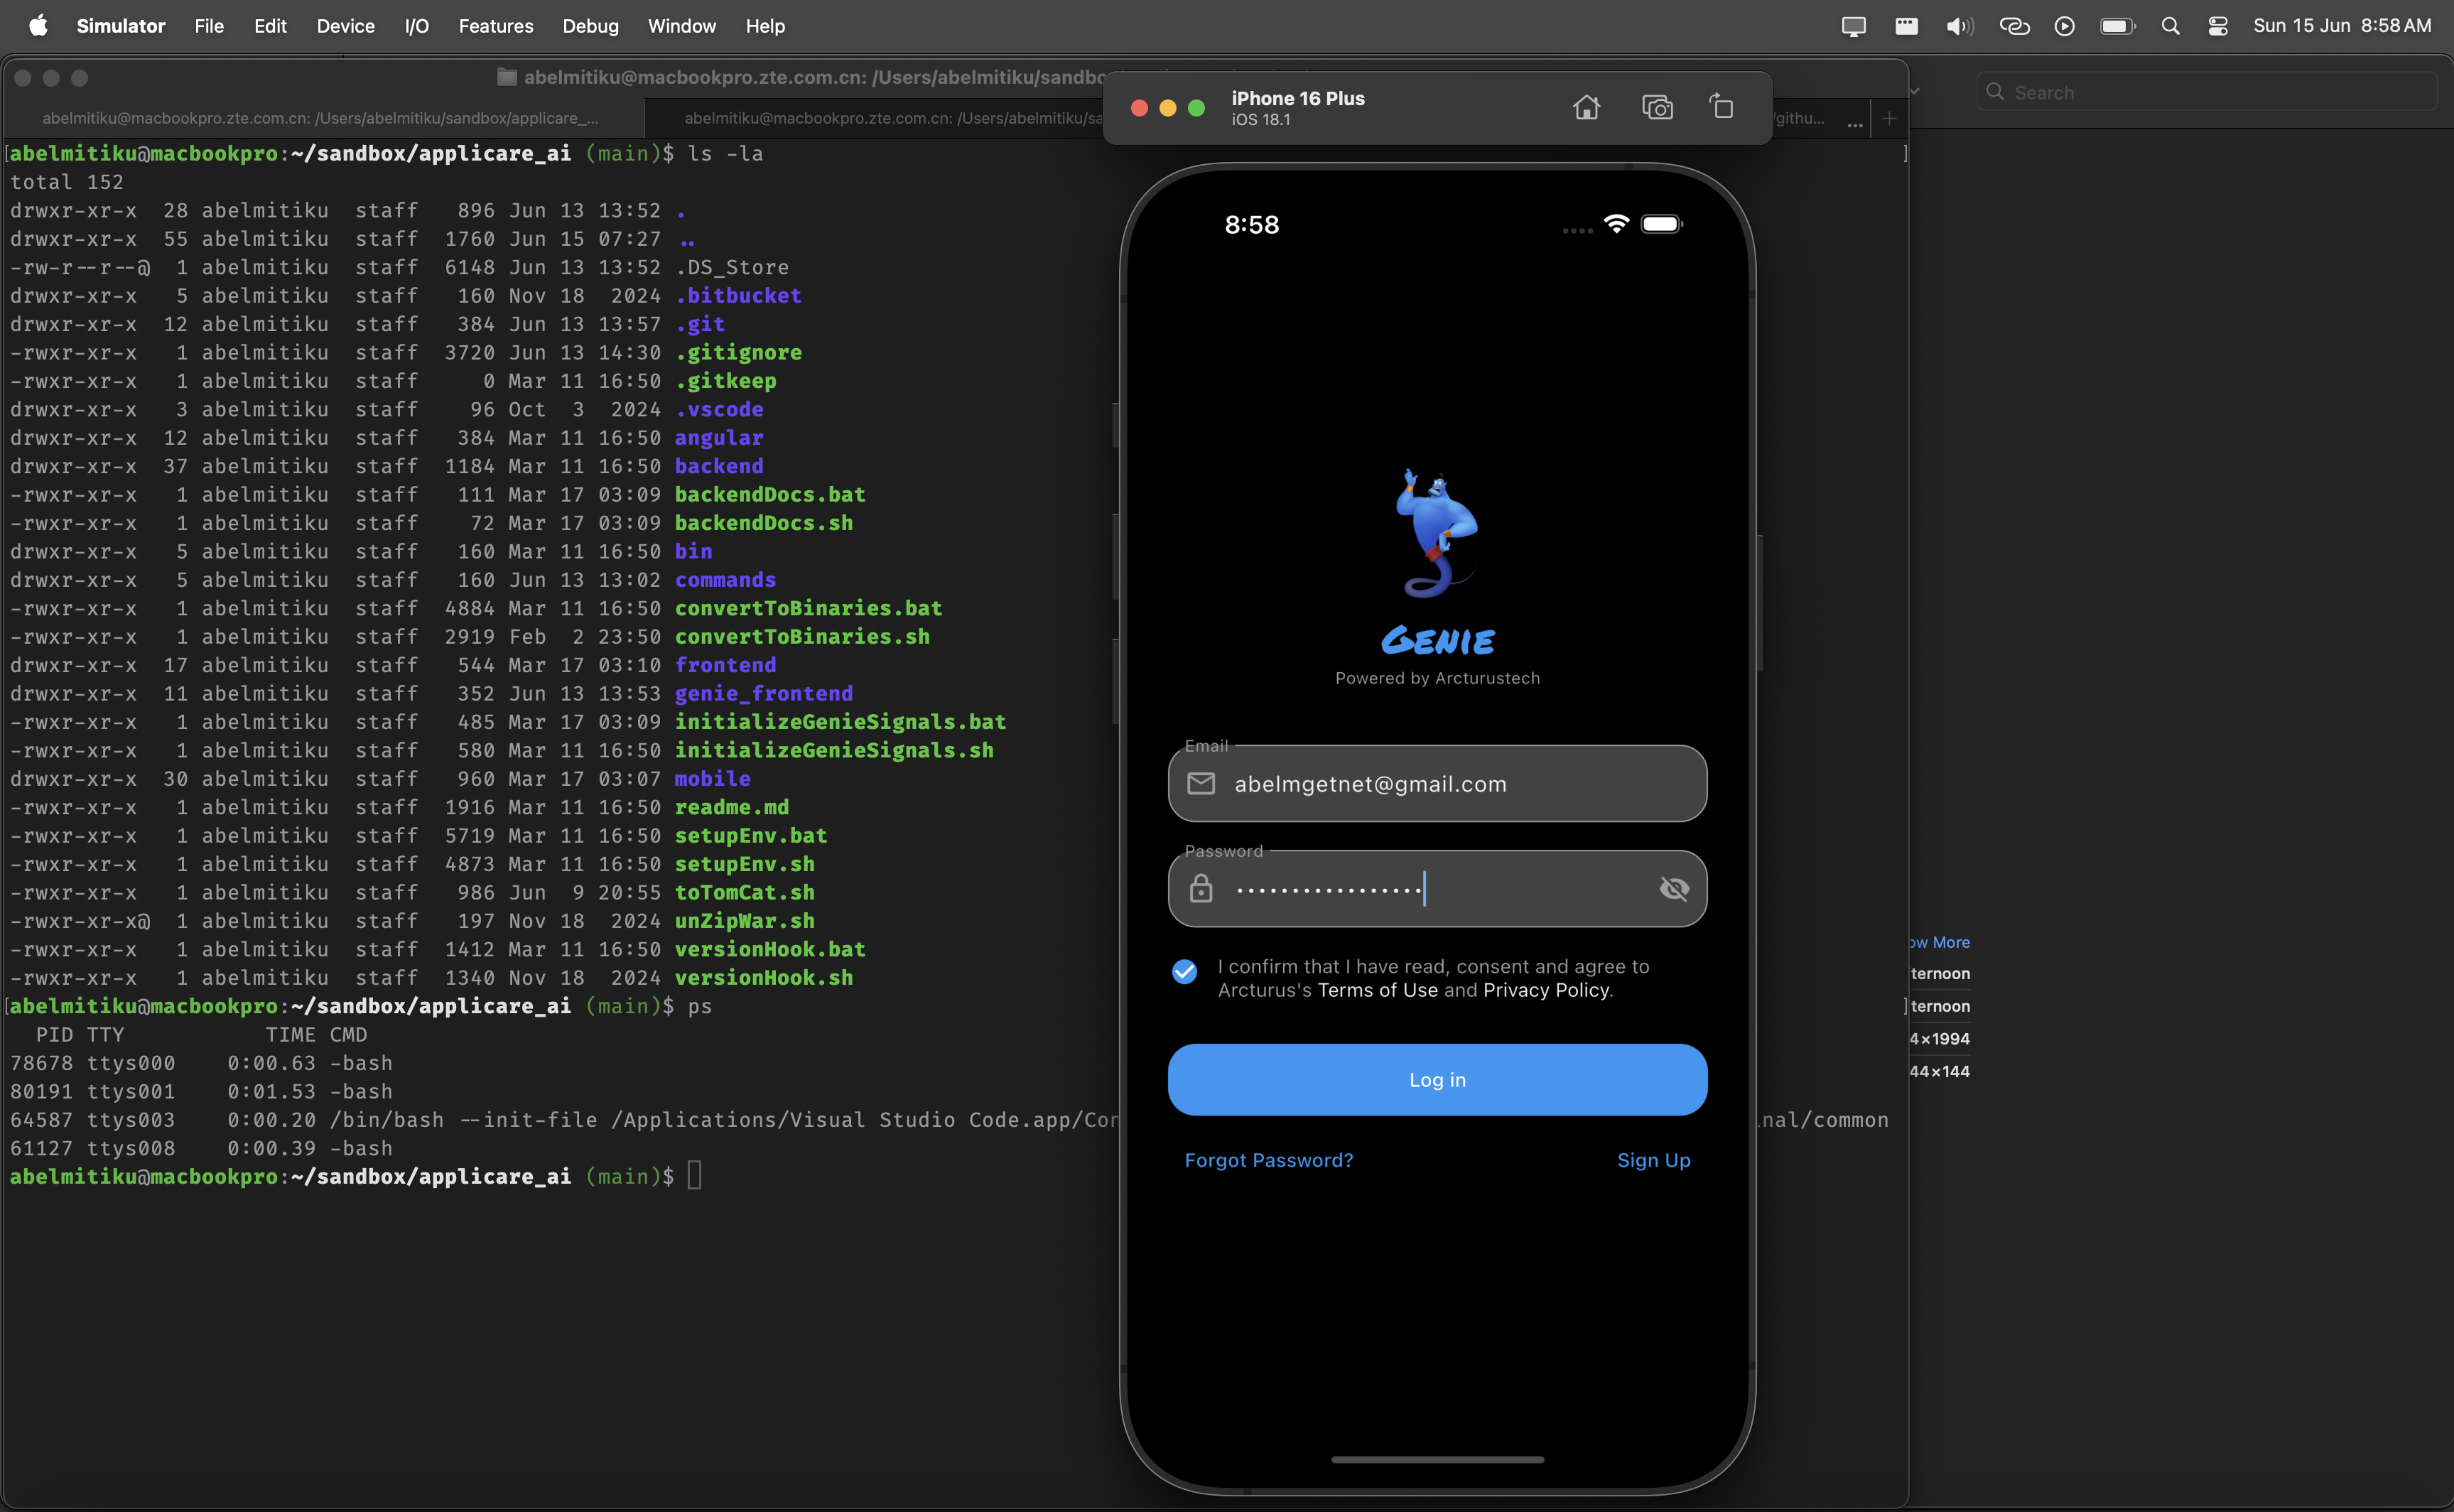 Simulator File Edit Device I/O Features Debug Window Help
Sun 15 Jun 8:58 AM
abelmitiku@macbookpro.zte.com.cn: /Users/abelmitiku/sandbo
Search
abelmitiku@macbookpro.zte.com.cn: /Users/abelmitiku/sandbox/applicare_...
abelmitiku@macbookpro.zte.com.cn: /Users/abelmitiku/sa
/githu...
...
[abelmitiku@macbookpro:~/sandbox/applicare_ai (main)$ ls -la ]
total 152
drwxr-xr-x 28 abelmitiku staff 896 Jun 13 13:52 .
drwxr-xr-x 55 abelmitiku staff 1760 Jun 15 07:27 ..
-rw-r--r--@ 1 abelmitiku staff 6148 Jun 13 13:52 .DS_Store
drwxr-xr-x 5 abelmitiku staff 160 Nov 18 2024 .bitbucket
drwxr-xr-x 12 abelmitiku staff 384 Jun 13 13:57 .git
-rwxr-xr-x 1 abelmitiku staff 3720 Jun 13 14:30 .gitignore
-rwxr-xr-x 1 abelmitiku staff 0 Mar 11 16:50 .gitkeep
drwxr-xr-x 3 abelmitiku staff 96 Oct 3 2024 .vscode
drwxr-xr-x 12 abelmitiku staff 384 Mar 11 16:50 angular
drwxr-xr-x 37 abelmitiku staff 1184 Mar 11 16:50 backend
-rwxr-xr-x 1 abelmitiku staff 111 Mar 17 03:09 backendDocs.bat
-rwxr-xr-x 1 abelmitiku staff 72 Mar 17 03:09 backendDocs.sh
drwxr-xr-x 5 abelmitiku staff 160 Mar 11 16:50 bin
drwxr-xr-x 5 abelmitiku staff 160 Jun 13 13:02 commands
-rwxr-xr-x 1 abelmitiku staff 4884 Mar 11 16:50 convertToBinaries.bat
-rwxr-xr-x 1 abelmitiku staff 2919 Feb 2 23:50 convertToBinaries.sh
drwxr-xr-x 17 abelmitiku staff 544 Mar 17 03:10 frontend
drwxr-xr-x 11 abelmitiku staff 352 Jun 13 13:53 genie_frontend
-rwxr-xr-x 1 abelmitiku staff 485 Mar 17 03:09 initializeGenieSignals.bat
-rwxr-xr-x 1 abelmitiku staff 580 Mar 11 16:50 initializeGenieSignals.sh
drwxr-xr-x 30 abelmitiku staff 960 Mar 17 03:07 mobile
-rwxr-xr-x 1 abelmitiku staff 1916 Mar 11 16:50 readme.md
-rwxr-xr-x 1 abelmitiku staff 5719 Mar 11 16:50 setupEnv.bat
-rwxr-xr-x 1 abelmitiku staff 4873 Mar 11 16:50 setupEnv.sh
-rwxr-xr-x 1 abelmitiku staff 986 Jun 9 20:55 toTomCat.sh
-rwxr-xr-x@ 1 abelmitiku staff 197 Nov 18 2024 unZipWar.sh
-rwxr-xr-x 1 abelmitiku staff 1412 Mar 11 16:50 versionHook.bat
-rwxr-xr-x 1 abelmitiku staff 1340 Nov 18 2024 versionHook.sh
[abelmitiku@macbookpro:~/sandbox/applicare_ai (main)$ ps ]
PID TTY TIME CMD
78678 ttys000 0:00.63 -bash
80191 ttys001 0:01.53 -bash
64587 ttys003 0:00.20 /bin/bash --init-file /Applications/Visual Studio Code.app/Con
inal/common
61127 ttys008 0:00.39 -bash
abelmitiku@macbookpro:~/sandbox/applicare_ai (main)$
iPhone 16 Plus
iOS 18.1
8:58
GENIE
Powered by Arcturustech
Email
abelmgetnet@gmail.com
Password
•••••••••••••••••
I confirm that I have read, consent and agree to
Arcturus's Terms of Use and Privacy Policy.
Log in
Forgot Password? Sign Up
ow More
ternoon
ternoon
4×1994
44×144